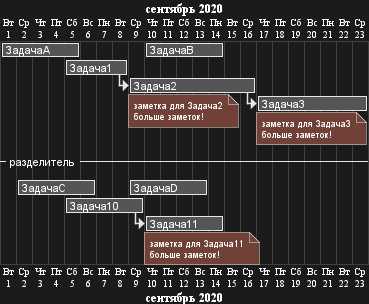 сентябрь 2020
Вт Ср Чт Пт Сб Вс Пн Вт Ср Чт Пт Сб Вс Пн Вт Ср Чт Пт Сб Вс Пн Вт Ср
1 2 3 4 5 6 7 8 9 10 11 12 13 14 15 16 17 18 19 20 21 22 23
ЗадачаA ЗадачаB
Задача1
Задача2
Задача3
заметка для Задача2
больше заметок!
заметка для Задача3
больше заметок!
разделитель
ЗадачаC ЗадачаD
Задача10
Задача11
заметка для Задача11
больше заметок!
Вт Ср Чт Пт Сб Вс Пн Вт Ср Чт Пт Сб Вс Пн Вт Ср Чт Пт Сб Вс Пн Вт Ср
1 2 3 4 5 6 7 8 9 10 11 12 13 14 15 16 17 18 19 20 21 22 23
сентябрь 2020